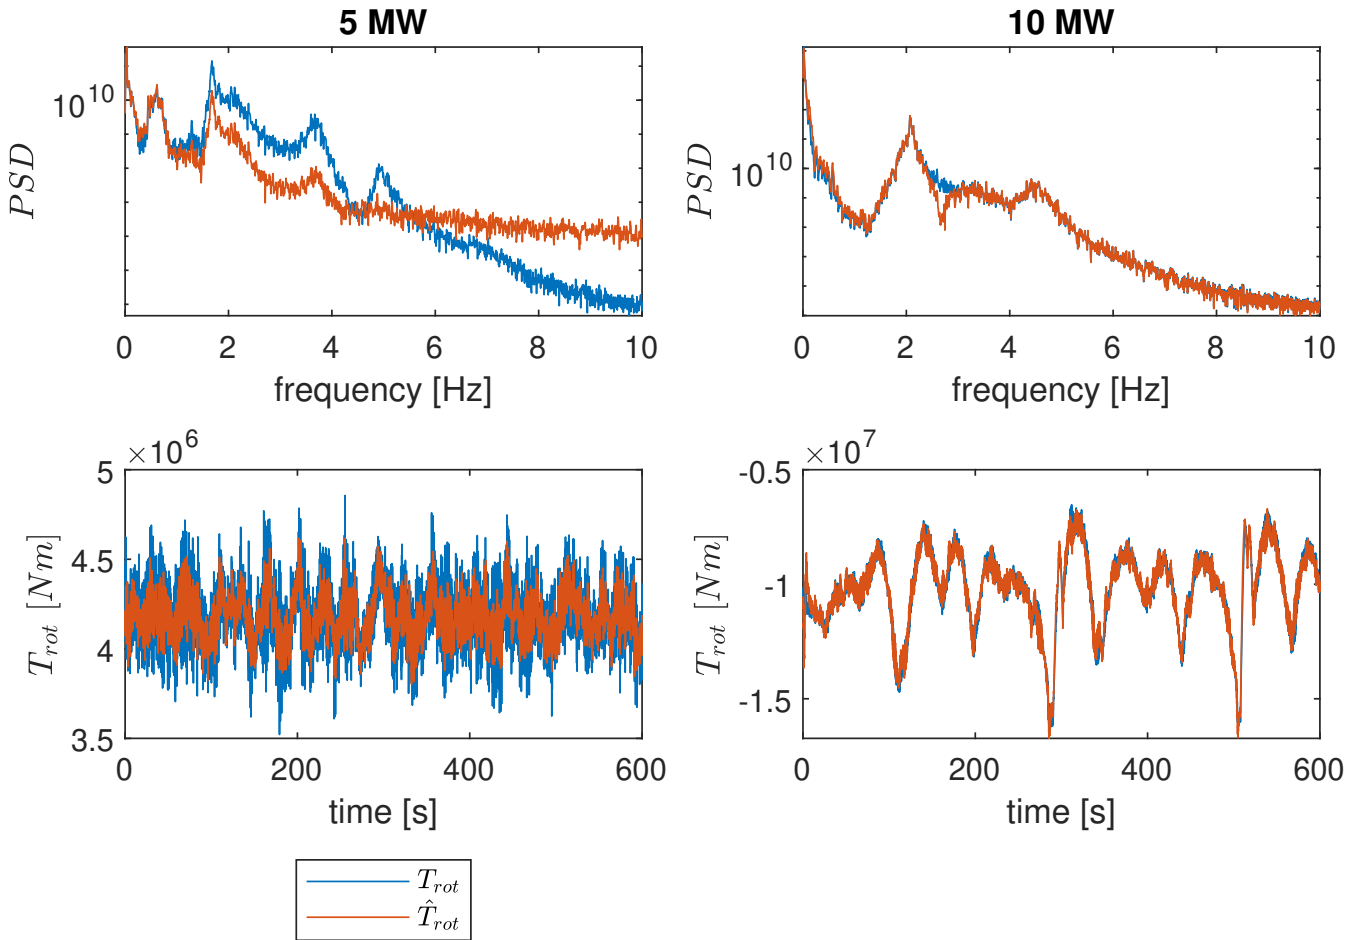 5 MW
10 MW
PSD
10^10
0 2 4 6 8 10
frequency [Hz]
PSD
10^10
0 2 4 6 8 10
frequency [Hz]
×10^6
T_rot [Nm]
5
4.5
4
3.5
0 200 400 600
time [s]
×10^7
T_rot [Nm]
-0.5
-1
-1.5
0 200 400 600
time [s]
T_rot
T̂_rot